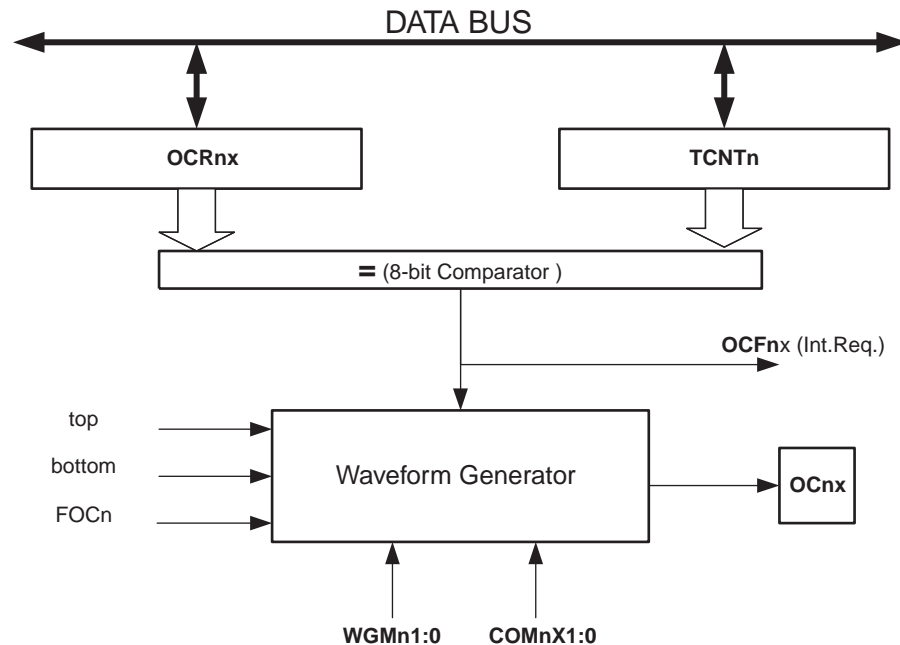 DATA BUS
OCRnx
TCNTn
= (8-bit Comparator )
OCFnx (Int.Req.)
top
bottom
FOCn
Waveform Generator
OCnx
WGMn1:0
COMnX1:0